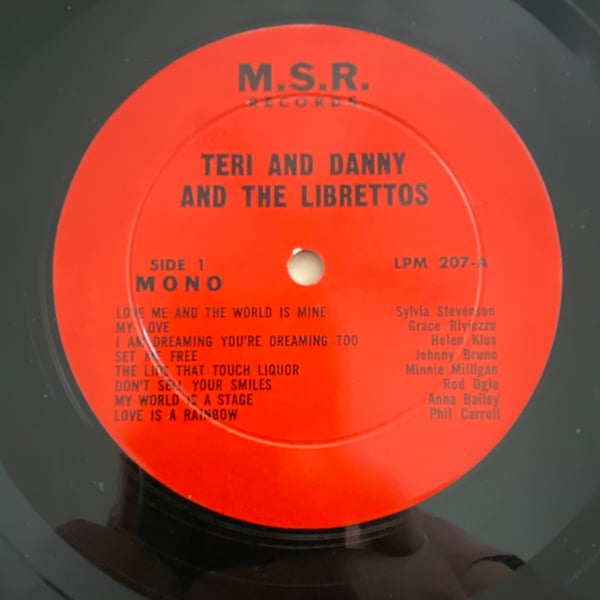 M.S.R.
RECORDS
TERI AND DANNY
AND THE LIBRETTOS
SIDE 1 LPM 207-A
MONO
LOVE ME AND THE WORLD IS MINE Sylvia Stevenson
MY LOVE Grace Riviezzo
I AM DREAMING YOU'RE DREAMING TOO Helen Klus
SET ME FREE Johnny Bruno
THE LIPS THAT TOUCH LIQUOR Minnie Milligan
DON'T SELL YOUR SMILES Rod Ogle
MY WORLD IS A STAGE Anna Bailey
LOVE IS A RAINBOW Phil Carroll